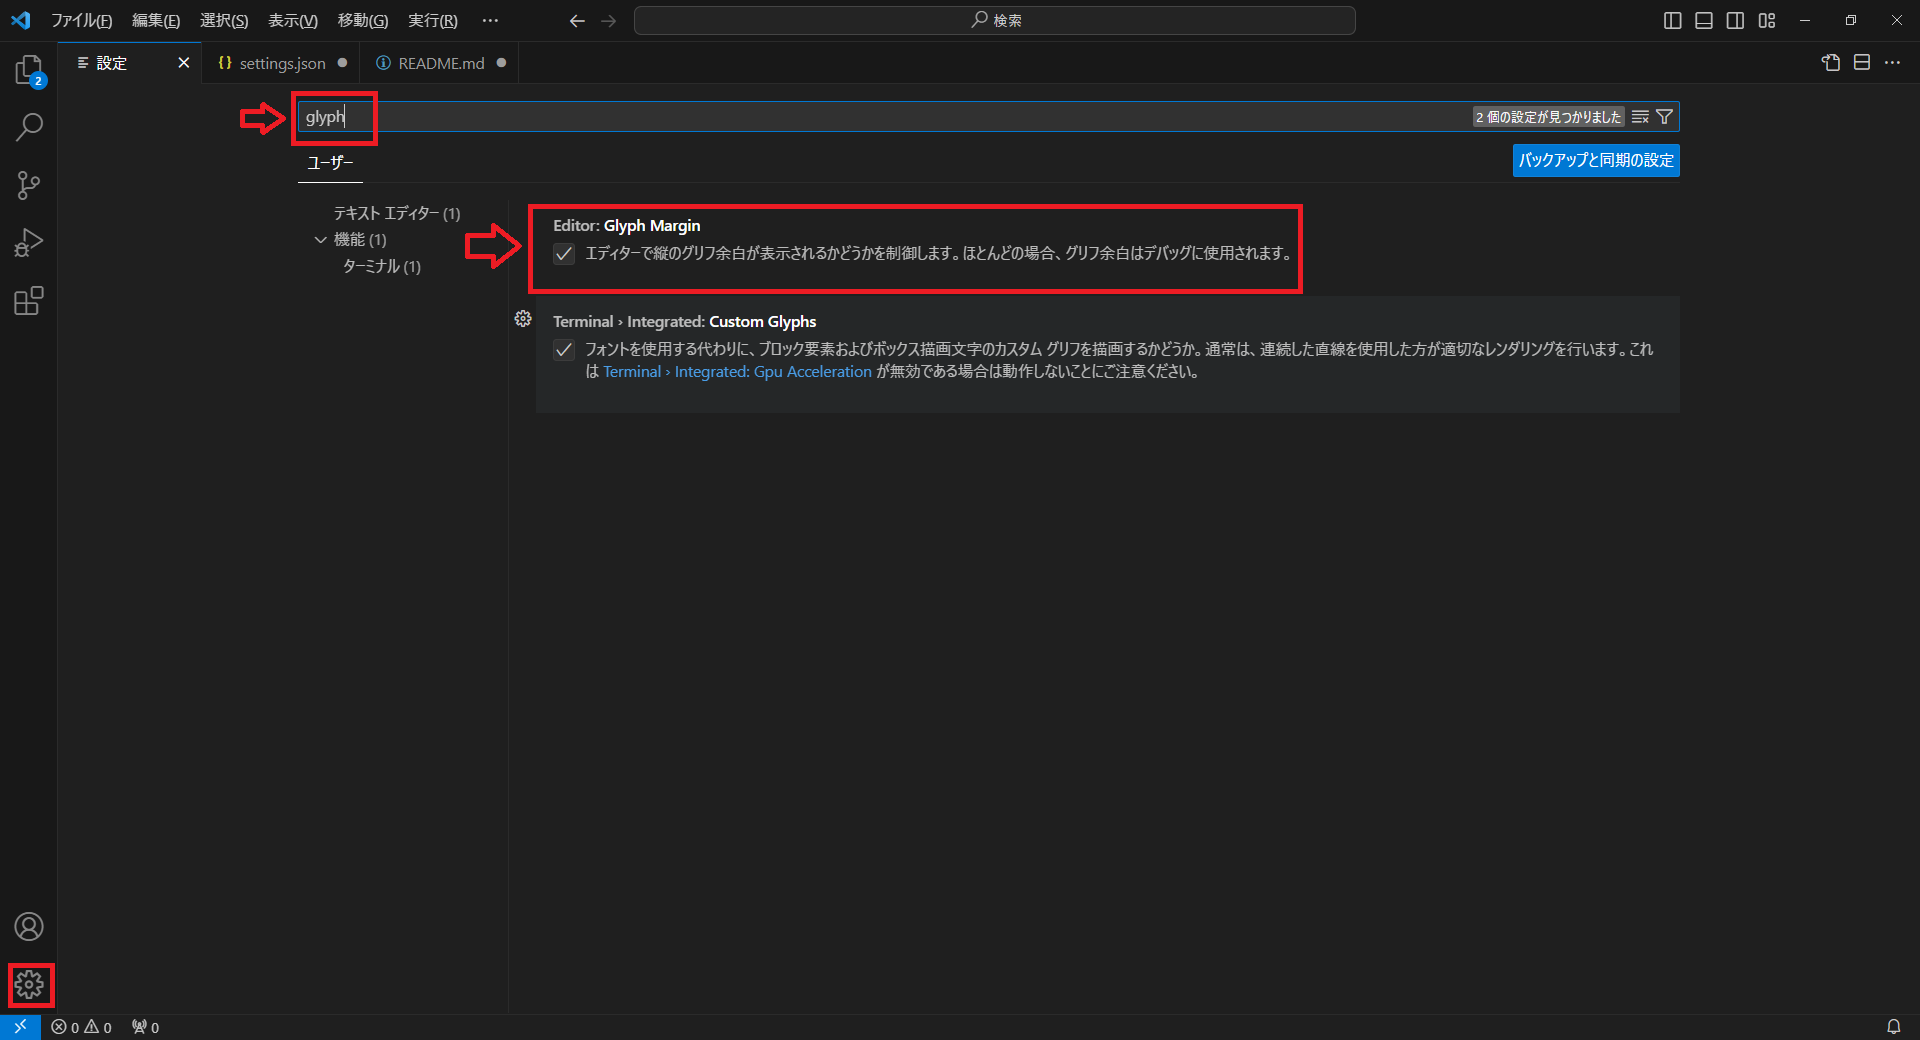 ファイル(F) 編集(E) 選択(S) 表示(V) 移動(G) 実行(R) ··· 検索
2
設定 settings.json README.md
glyph 2 個の設定が見つかりました
ユーザー バックアップと同期の設定
テキスト エディター (1)
機能 (1)
ターミナル (1)
Editor: Glyph Margin
エディターで縦のグリフ余白が表示されるかどうかを制御します。ほとんどの場合、グリフ余白はデバッグに使用されます。
Terminal › Integrated: Custom Glyphs
フォントを使用する代わりに、ブロック要素およびボックス描画文字のカスタム グリフを描画するかどうか。通常は、連続した直線を使用した方が適切なレンダリングを行います。これ
は Terminal › Integrated: Gpu Acceleration が無効である場合は動作しないことにご注意ください。
0 0 0